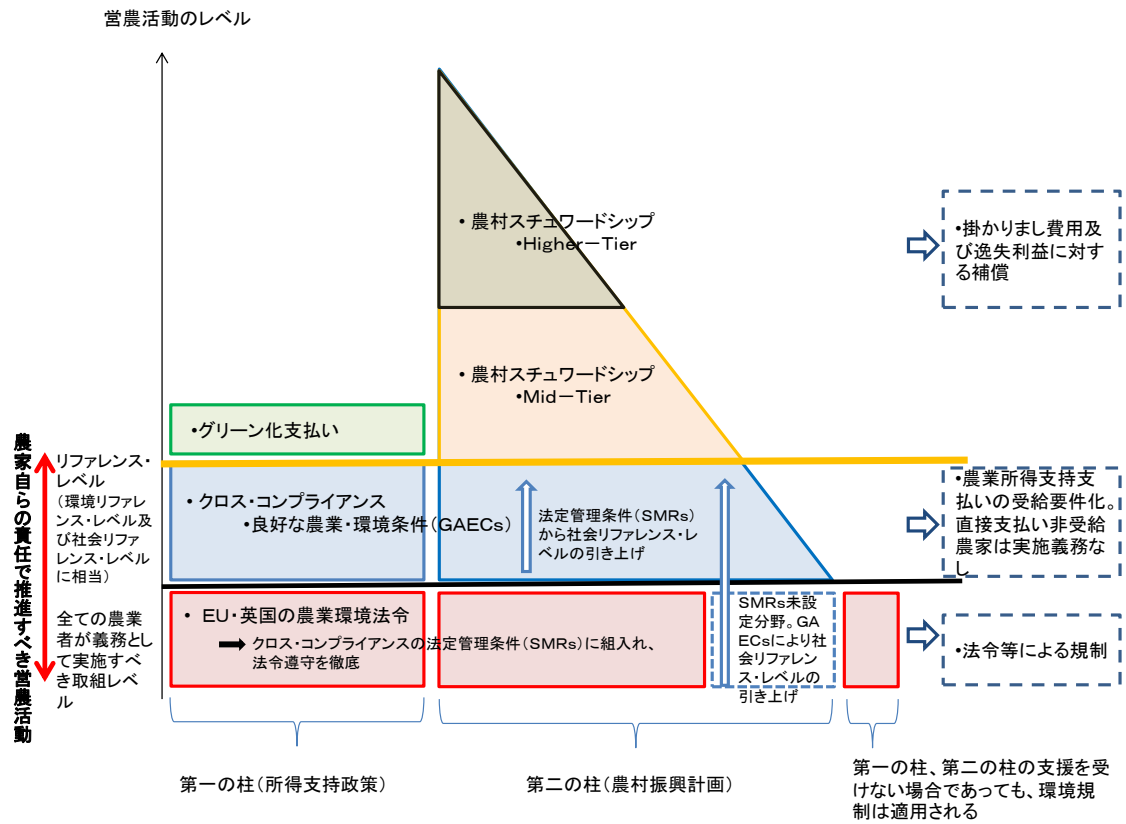 営農活動のレベル
・農村スチュワードシップ
・Higher－Tier
・掛かりまし費用及
び逸失利益に対す
る補償
・農村スチュワードシップ
・Mid－Tier
・グリーン化支払い
農家自らの責任で推進すべき営農活動
リファレンス・
レベル
（環境リファレ
ンス・レベル及
び社会リファ
レンス・レベル
に相当）
・クロス・コンプライアンス
・良好な農業・環境条件（GAECs）
法定管理条件（SMRs）
から社会リファレンス・レ
ベルの引き上げ
・農業所得支持支
払いの受給要件化。
直接支払い非受給
農家は実施義務な
し
全ての農業
者が義務とし
て実施すべ
き取組レベ
ル
・ EU・英国の農業環境法令
クロス・コンプライアンスの法定管理条件（SMRs）に組入れ、
法令遵守を徹底
SMRs未設
定分野。GA
ECsにより社
会リファレン
ス・レベルの
引き上げ
・法令等による規制
第一の柱（所得支持政策）
第二の柱（農村振興計画）
第一の柱、第二の柱の支援を受
けない場合であっても、環境規
制は適用される